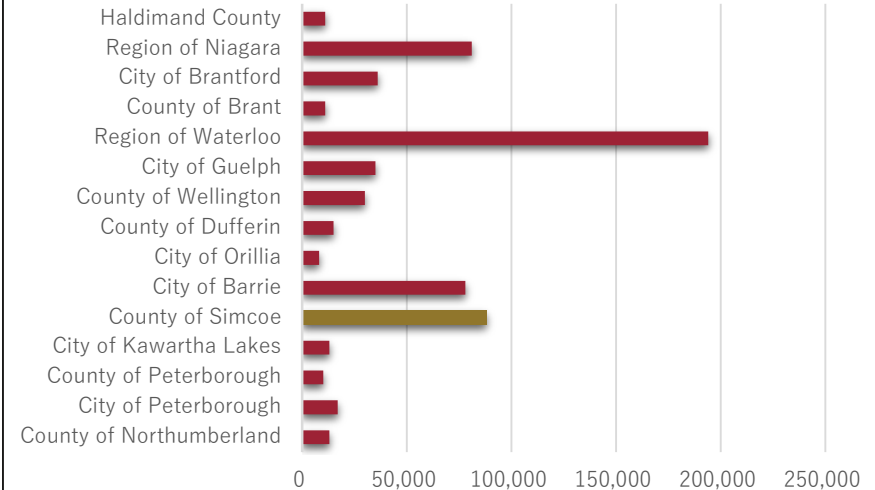 Haldimand County
Region of Niagara
City of Brantford
County of Brant
Region of Waterloo
City of Guelph
County of Wellington
County of Dufferin
City of Orillia
City of Barrie
County of Simcoe
City of Kawartha Lakes
County of Peterborough
City of Peterborough
County of Northumberland
0 50,000 100,000 150,000 200,000 250,000